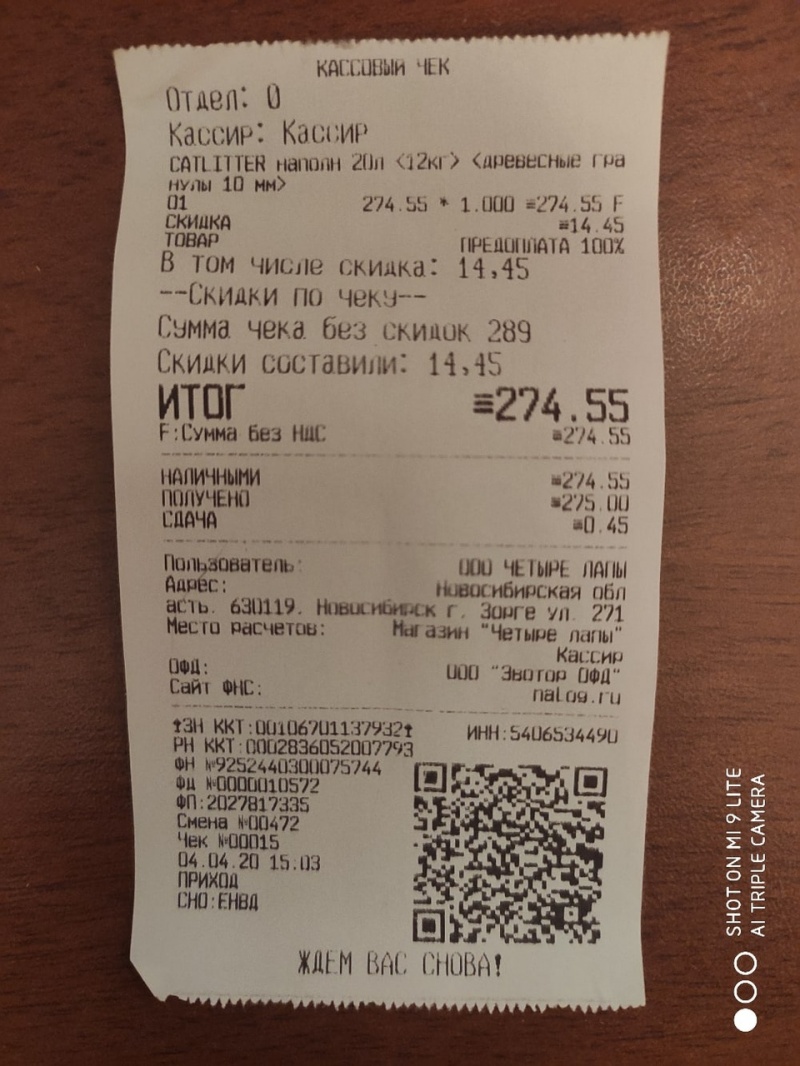 КАССОВЫЙ ЧЕК
Отдел: 0
Кассир: Кассир
CATLITTER наполн 20л <12кг> <древесные гра
нулы 10 мм>
01 274.55 * 1.000 ≡274.55 F
СКИДКА ≡14.45
ТОВАР ПРЕДОПЛАТА 100%
В том числе скидка: 14,45
--Скидки по чеку--
Сумма чека без скидок 289
Скидки составили: 14,45
ИТОГ ≡274.55
F:Сумма без НДС ≡274.55
НАЛИЧНЫМИ ≡274.55
ПОЛУЧЕНО ≡275.00
СДАЧА ≡0.45
Пользователь: ООО ЧЕТЫРЕ ЛАПЫ
Адрес: Новосибирская обл
асть. 630119. Новосибирск г. Зорге ул. 271
Место расчетов: Магазин "Четыре лапы"
Кассир
ОФД: ООО "Эвотор ОФД"
Сайт ФНС: nalog.ru
ЗН ККТ:00106701137932 ИНН:5406534490
РН ККТ:0002836052007793
ФН №9252440300075744
ФД №0000010572
ФП:2027817335
Смена №00472
Чек №00015
04.04.20 15:03
ПРИХОД
СНО:ЕНВД
ЖДЕМ ВАС СНОВА!
SHOT ON MI 9 LITE
AI TRIPLE CAMERA